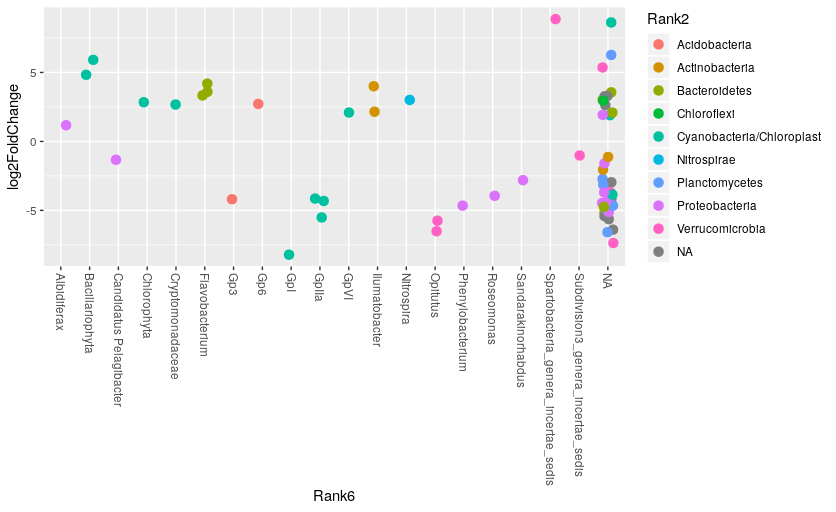 log2FoldChange
5
0
-5
Albidiferax
Bacillariophyta
Candidatus Pelagibacter
Chlorophyta
Cryptomonadaceae
Flavobacterium
Gp3
Gp6
GpI
GpIIa
GpVI
Ilumatobacter
Nitrospira
Opitutus
Phenylobacterium
Roseomonas
Sandarakinorhabdus
Spartobacteria_genera_incertae_sedis
Subdivision3_genera_incertae_sedis
NA
Rank6
Rank2
Acidobacteria
Actinobacteria
Bacteroidetes
Chloroflexi
Cyanobacteria/Chloroplast
Nitrospirae
Planctomycetes
Proteobacteria
Verrucomicrobia
NA